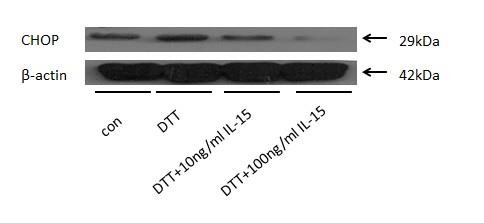 CHOP 29kDa
β-actin 42kDa
con
DTT
DTT+10ng/ml IL-15
DTT+100ng/ml IL-15